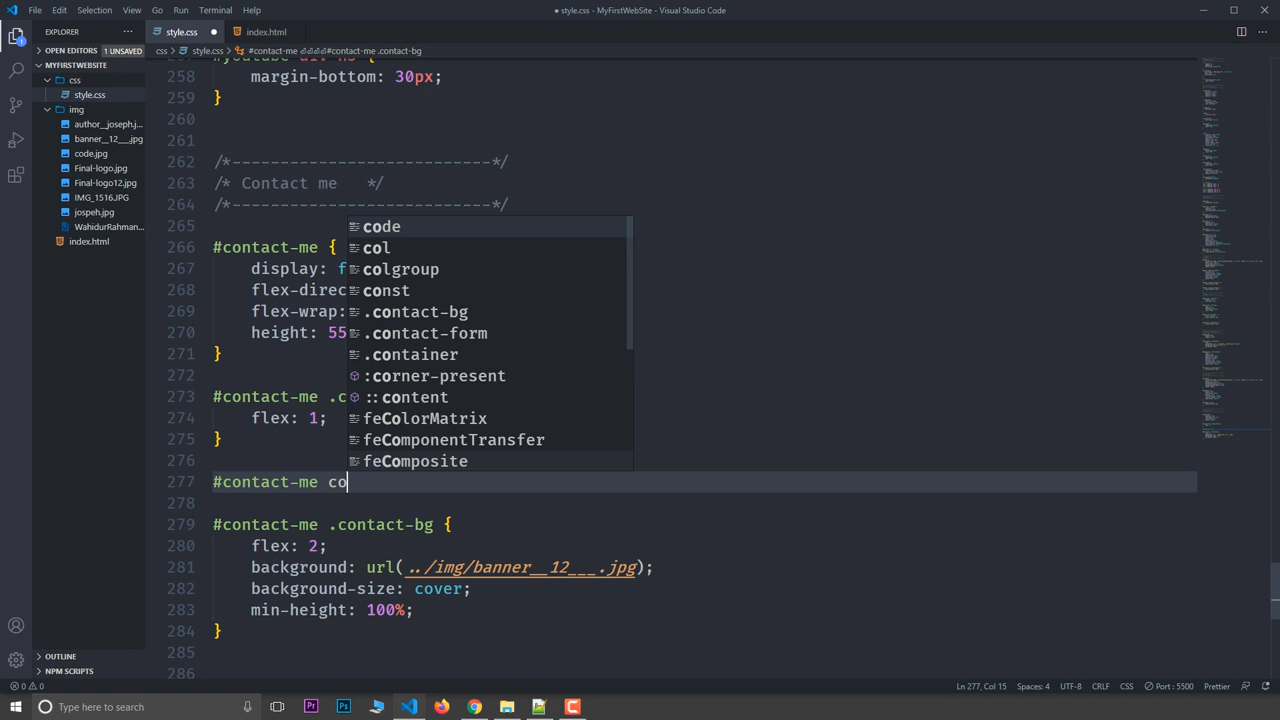 File Edit Selection View Go Run Terminal Help
● style.css - MyFirstWebSite - Visual Studio Code
EXPLORER ···
style.css ●
index.html
OPEN EDITORS 1 UNSAVED
css > style.css > #contact-me ⏎⏎⏎⏎#contact-me .contact-bg
MYFIRSTWEBSITE
css
style.css
img
author__joseph.j...
banner__12___.jpg
code.jpg
Final-logo.jpg
Final-logo12.jpg
IMG_1516.JPG
jospeh.jpg
WahidurRahman...
index.html
258 margin-bottom: 30px;
259 }
260
261
262 /*---------------------------*/
263 /* Contact me */
264 /*---------------------------*/
265
266 #contact-me {
267 display: f
268 flex-direc
269 flex-wrap:
270 height: 55
271 }
272
273 #contact-me .c
274 flex: 1;
275 }
276
277 #contact-me co
278
279 #contact-me .contact-bg {
280 flex: 2;
281 background: url(../img/banner__12___.jpg);
282 background-size: cover;
283 min-height: 100%;
284 }
285
286
code
col
colgroup
const
.contact-bg
.contact-form
.container
:corner-present
::content
feColorMatrix
feComponentTransfer
feComposite
OUTLINE
NPM SCRIPTS
0 0
Ln 277, Col 15 Spaces: 4 UTF-8 CRLF CSS Port : 5500 Prettier
Type here to search